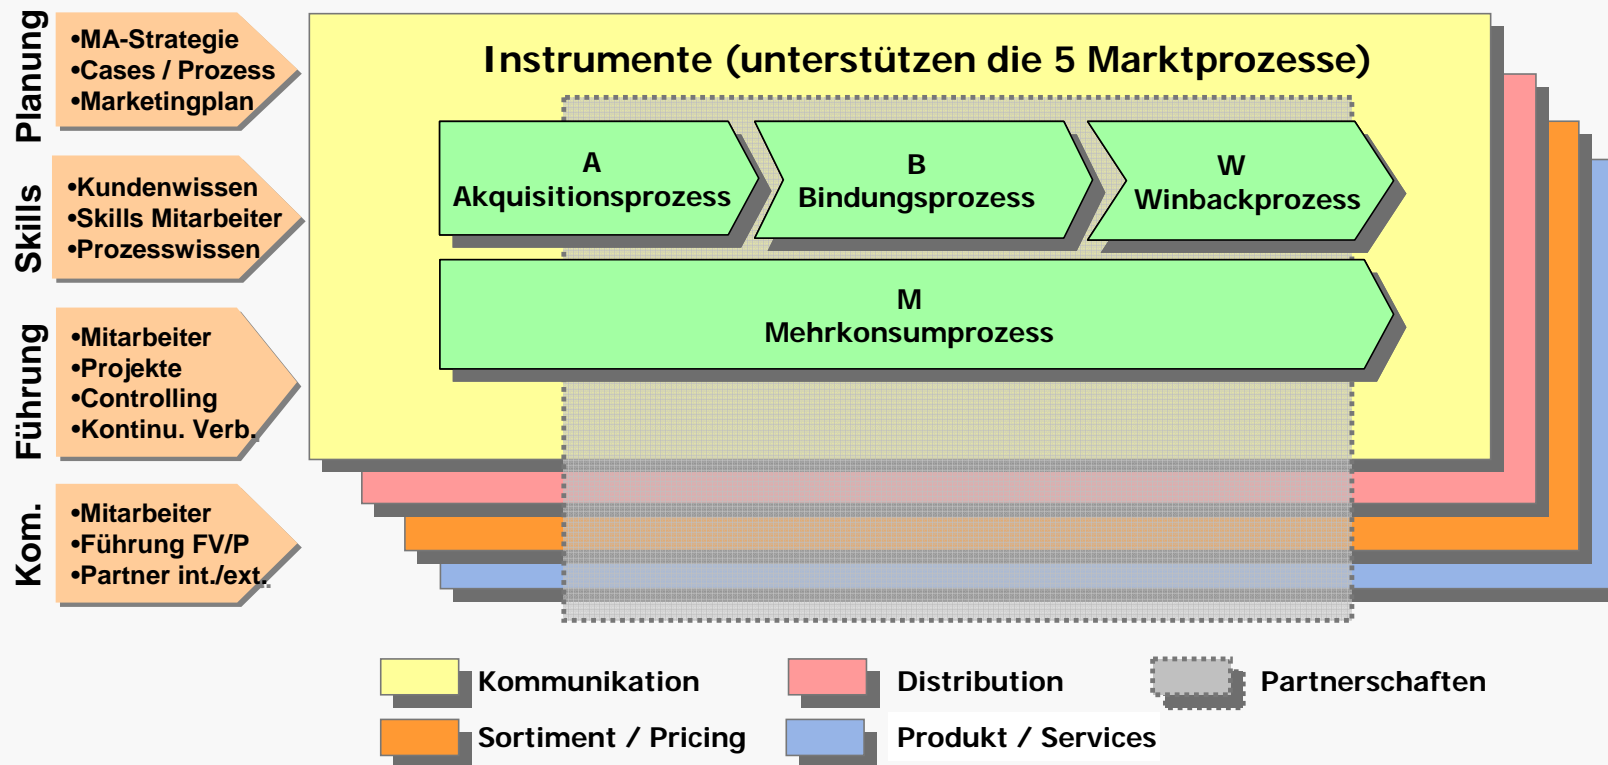 Planung
•MA-Strategie
•Cases / Prozess
•Marketingplan
Skills
•Kundenwissen
•Skills Mitarbeiter
•Prozesswissen
Führung
•Mitarbeiter
•Projekte
•Controlling
•Kontinu. Verb.
Kom.
•Mitarbeiter
•Führung FV/P
•Partner int./ext.
Instrumente (unterstützen die 5 Marktprozesse)
A
Akquisitionsprozess
B
Bindungsprozess
W
Winbackprozess
M
Mehrkonsumprozess
Kommunikation
Distribution
Partnerschaften
Sortiment / Pricing
Produkt / Services